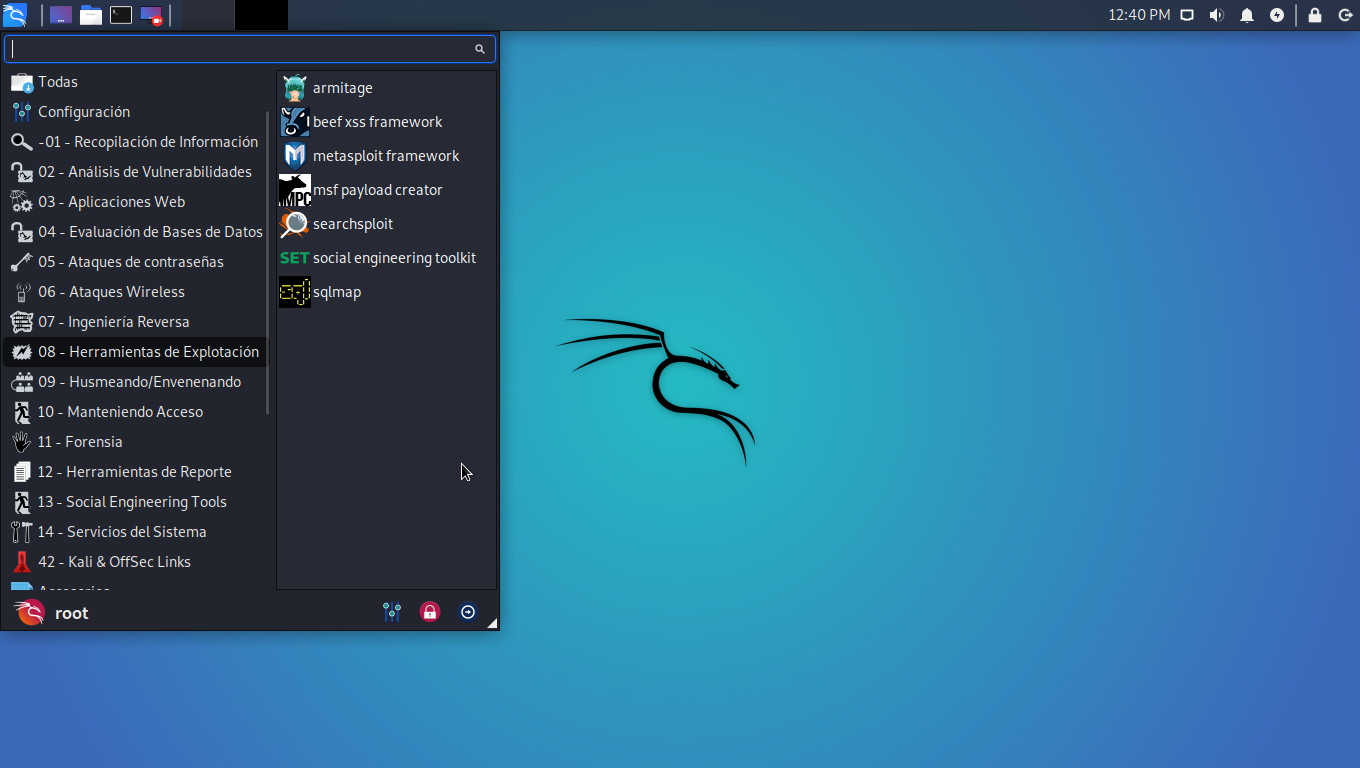 12:40 PM
Todas
Configuración
-01 - Recopilación de Información
02 - Análisis de Vulnerabilidades
03 - Aplicaciones Web
04 - Evaluación de Bases de Datos
05 - Ataques de contraseñas
06 - Ataques Wireless
07 - Ingeniería Reversa
08 - Herramientas de Explotación
09 - Husmeando/Envenenando
10 - Manteniendo Acceso
11 - Forensia
12 - Herramientas de Reporte
13 - Social Engineering Tools
14 - Servicios del Sistema
42 - Kali & OffSec Links
armitage
beef xss framework
metasploit framework
MPC msf payload creator
searchsploit
SET social engineering toolkit
sql sqlmap
root